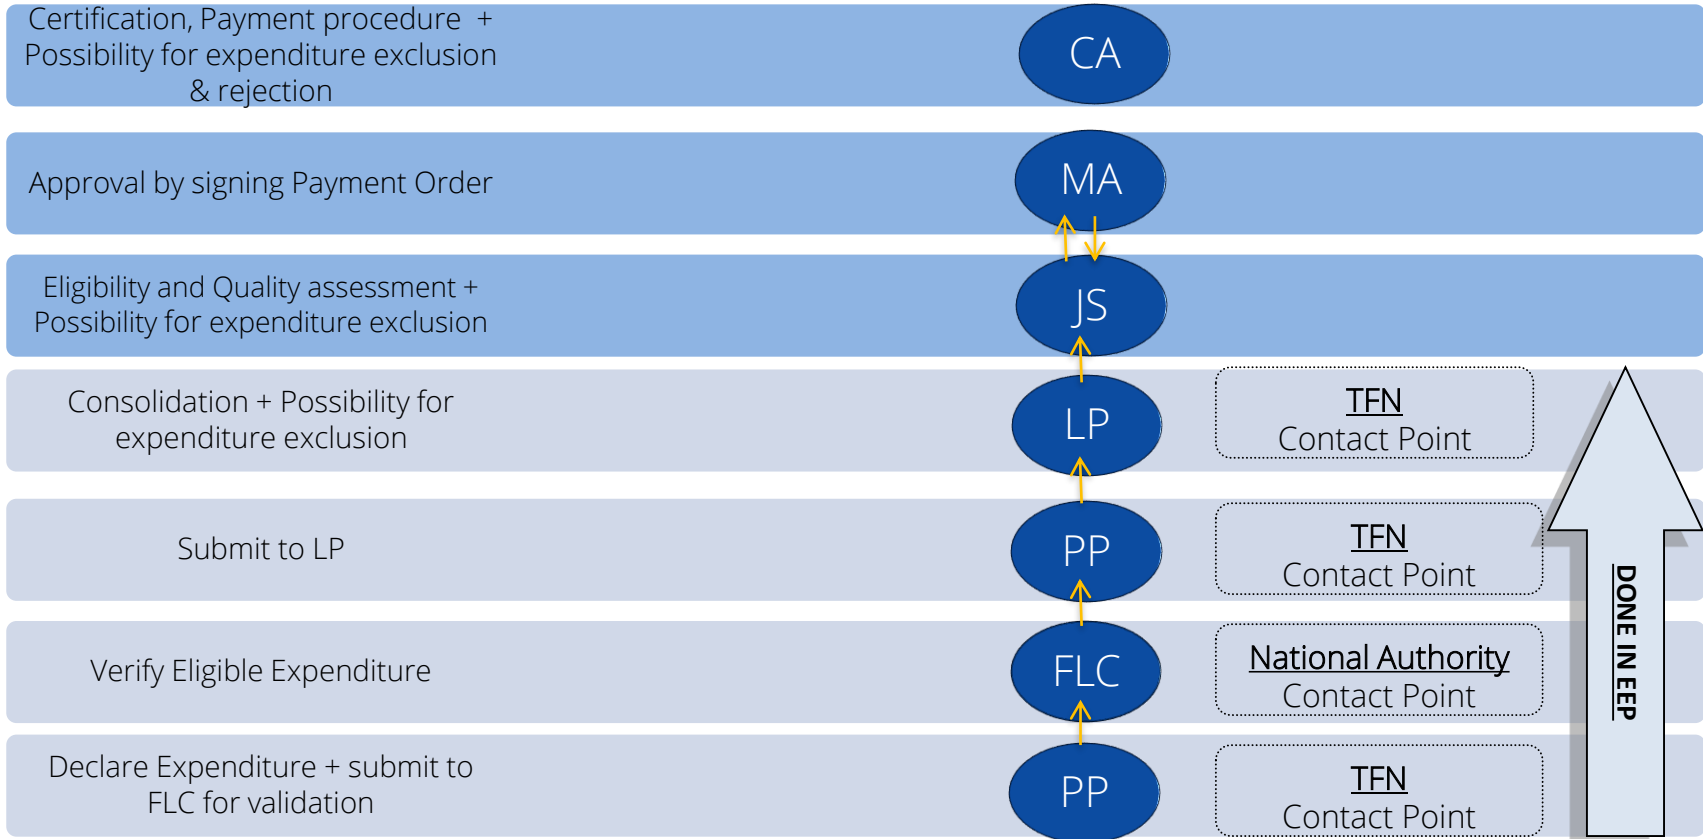 Certification, Payment procedure +
Possibility for expenditure exclusion
& rejection
CA
Approval by signing Payment Order
MA
Eligibility and Quality assessment +
Possibility for expenditure exclusion
JS
Consolidation + Possibility for
expenditure exclusion
LP
TFN
Contact Point
Submit to LP
PP
TFN
Contact Point
Verify Eligible Expenditure
FLC
National Authority
Contact Point
Declare Expenditure + submit to
FLC for validation
PP
TFN
Contact Point
DONE IN EEP